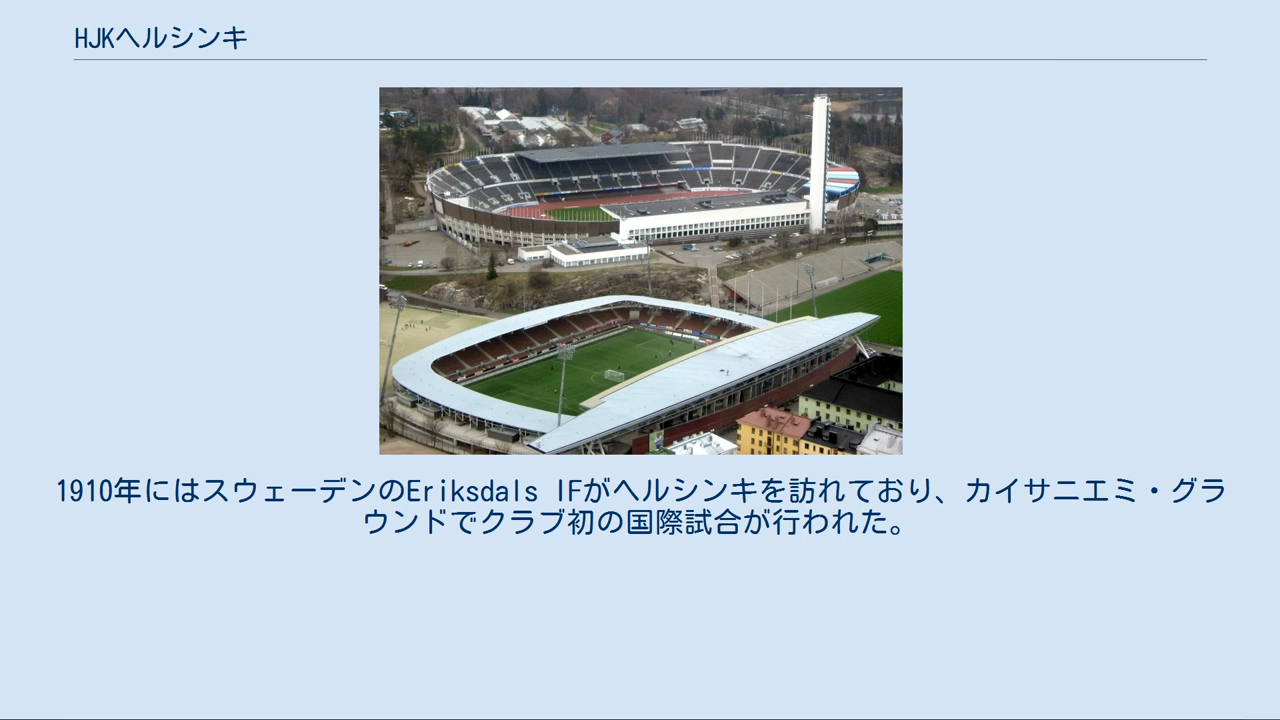 HJKヘルシンキ
1910年にはスウェーデンのEriksdals IFがヘルシンキを訪れており、カイサニエミ・グラ
ウンドでクラブ初の国際試合が行われた。